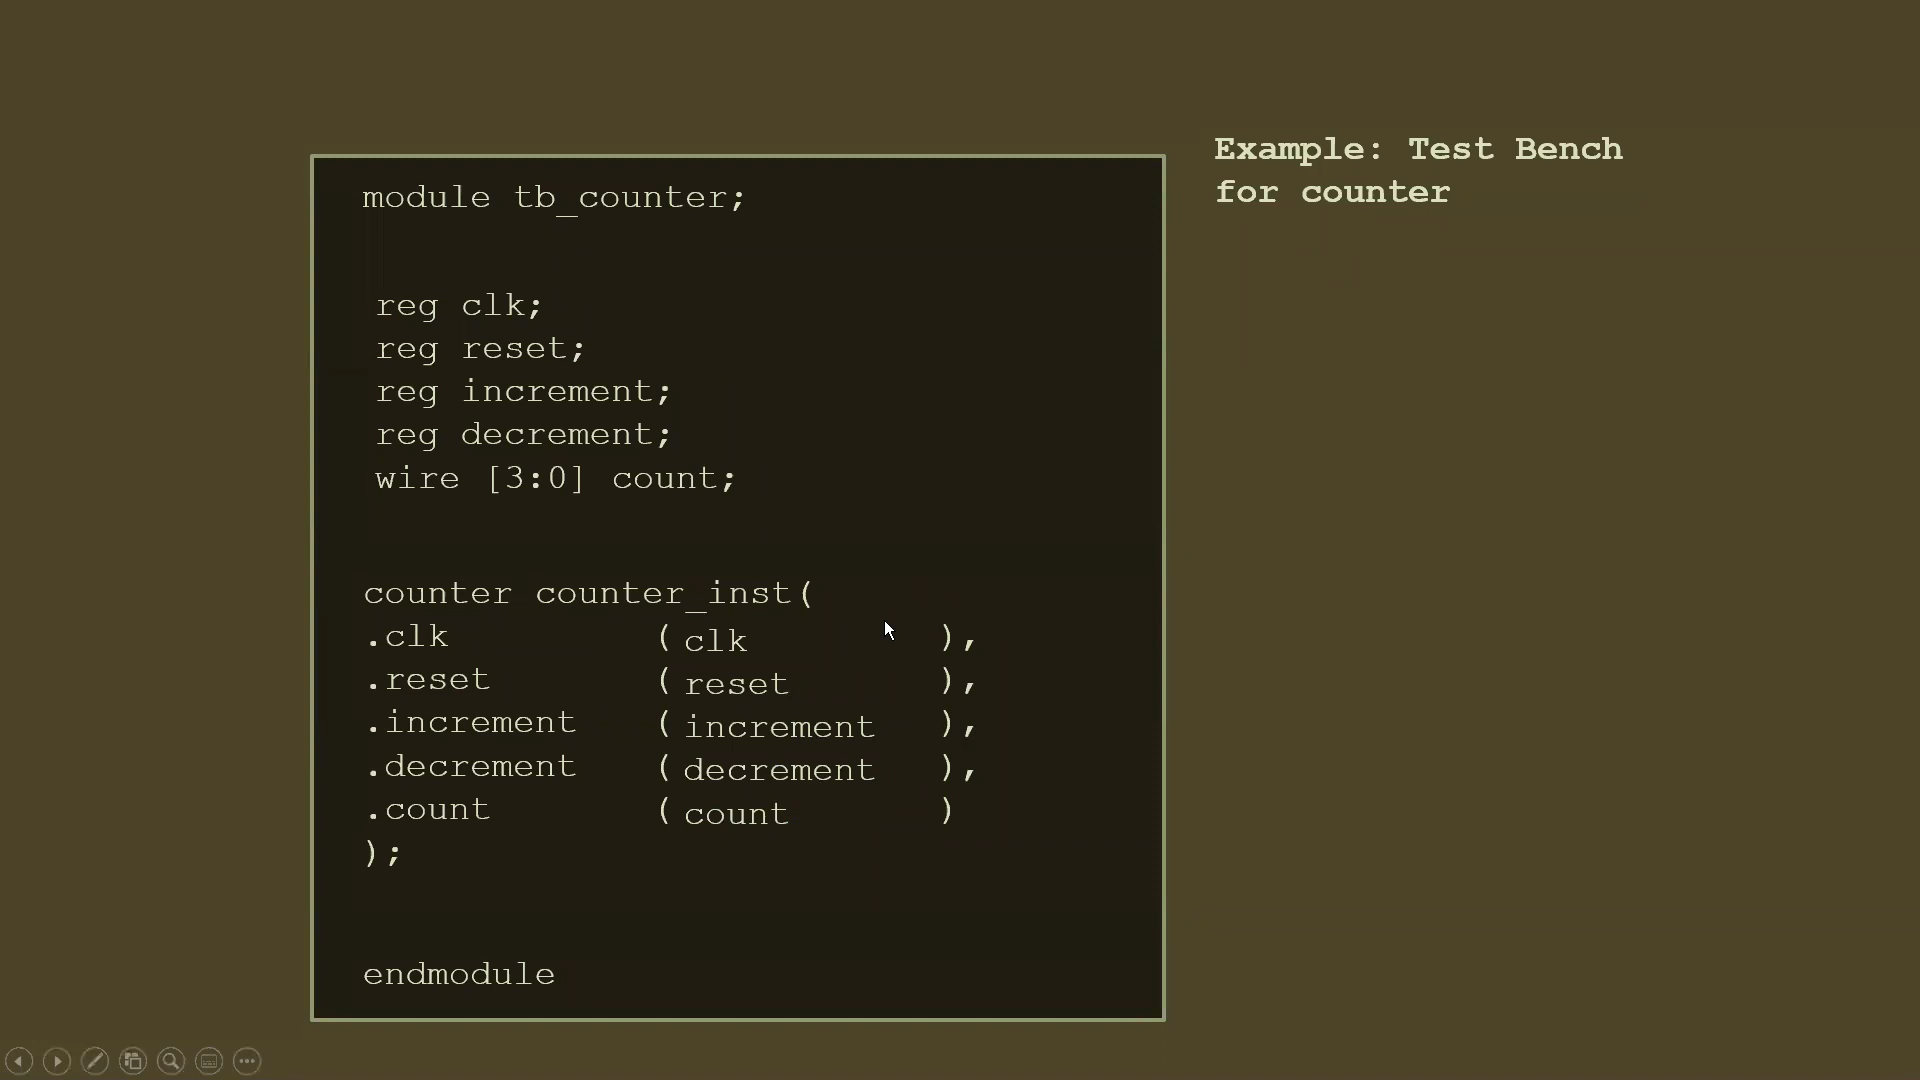 Example: Test Bench
for counter
module tb_counter;
reg clk;
reg reset;
reg increment;
reg decrement;
wire [3:0] count;
counter counter_inst(
.clk ( clk ),
.reset ( reset ),
.increment ( increment ),
.decrement ( decrement ),
.count ( count )
);
endmodule